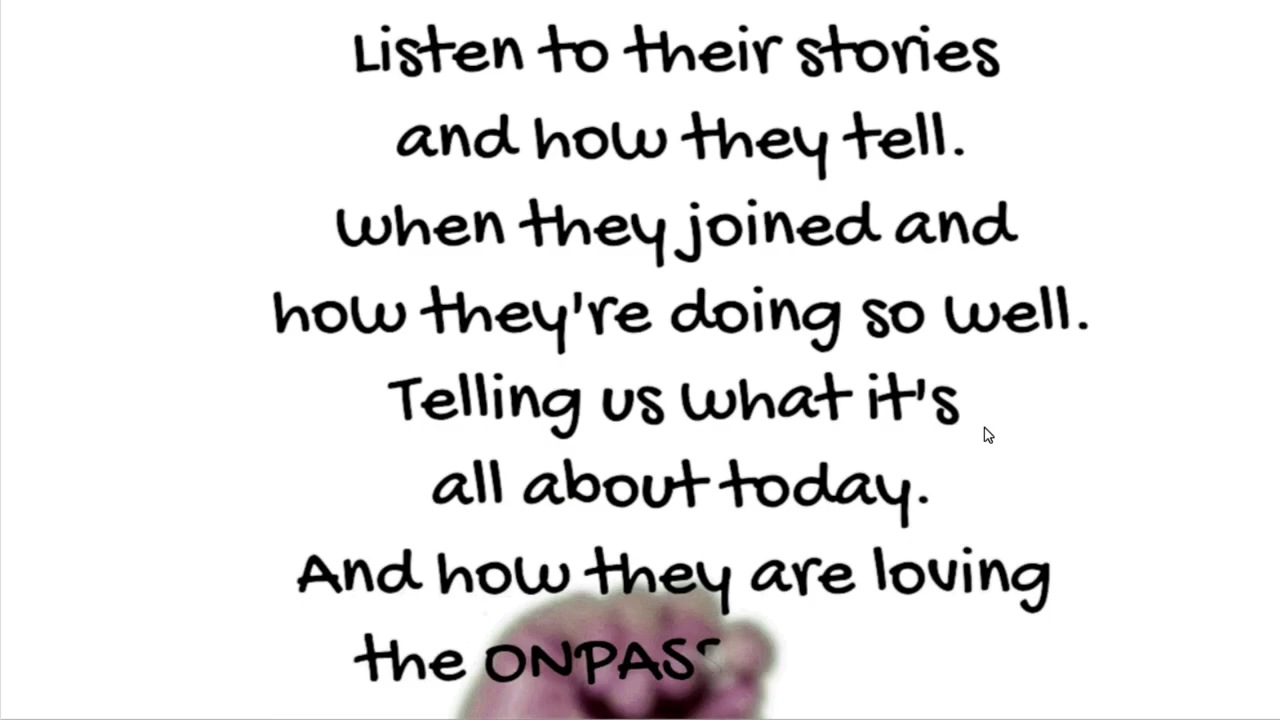 Listen to their stories
and how they tell.
When they joined and
how they're doing so well.
Telling us what it's
all about today.
And how they are loving
the ONPASS